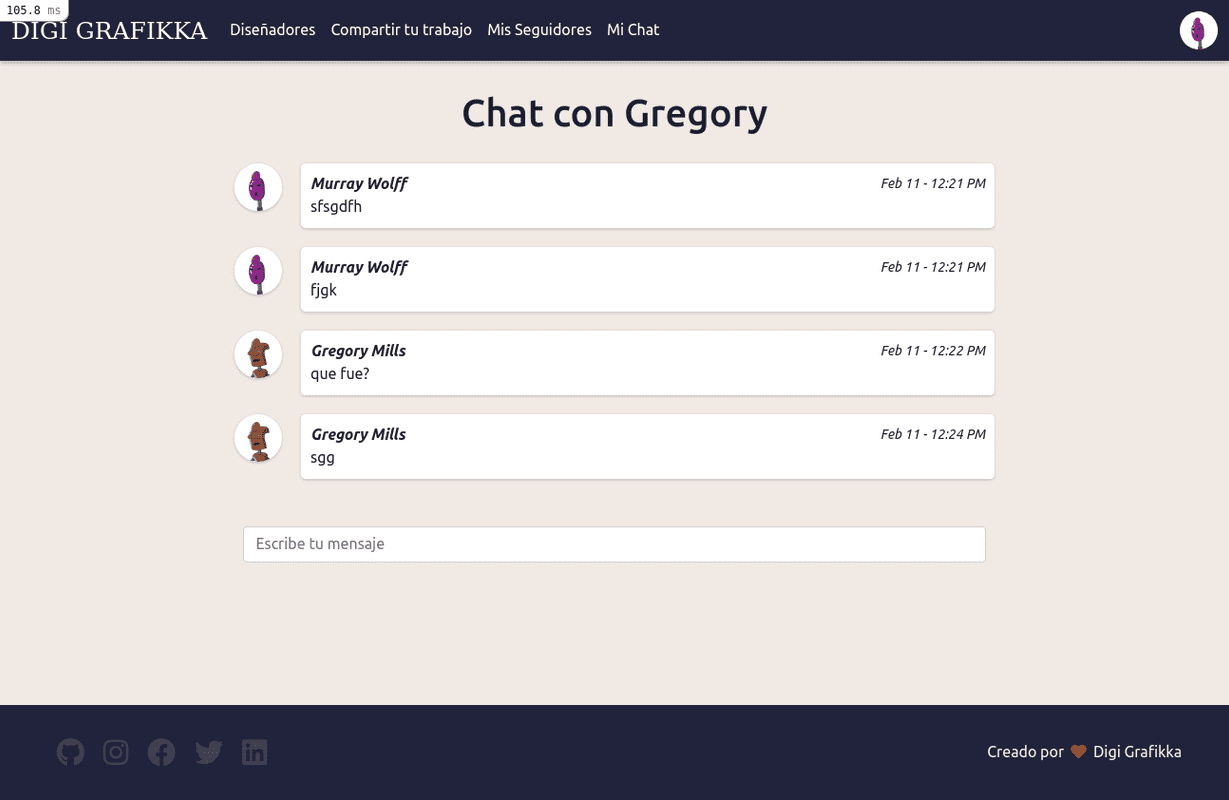 105.8 ms
DIGI GRAFIKKA Diseñadores Compartir tu trabajo Mis Seguidores Mi Chat
Chat con Gregory
Murray Wolff Feb 11 - 12:21 PM
sfsgdfh
Murray Wolff Feb 11 - 12:21 PM
fjgk
Gregory Mills Feb 11 - 12:22 PM
que fue?
Gregory Mills Feb 11 - 12:24 PM
sgg
Escribe tu mensaje
Creado por Digi Grafikka